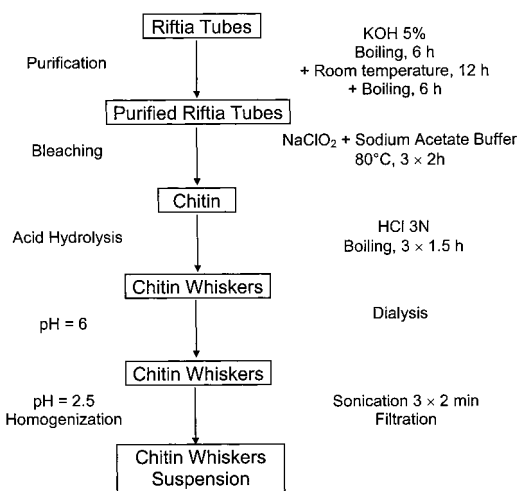 Riftia Tubes
Purification
KOH 5%
Boiling, 6 h
+ Room temperature, 12 h
+ Boiling, 6 h
Purified Riftia Tubes
Bleaching
NaClO₂ + Sodium Acetate Buffer
80°C, 3 × 2h
Chitin
Acid Hydrolysis
HCl 3N
Boiling, 3 × 1.5 h
Chitin Whiskers
pH = 6
Dialysis
Chitin Whiskers
pH = 2.5
Homogenization
Sonication 3 × 2 min
Filtration
Chitin Whiskers
Suspension